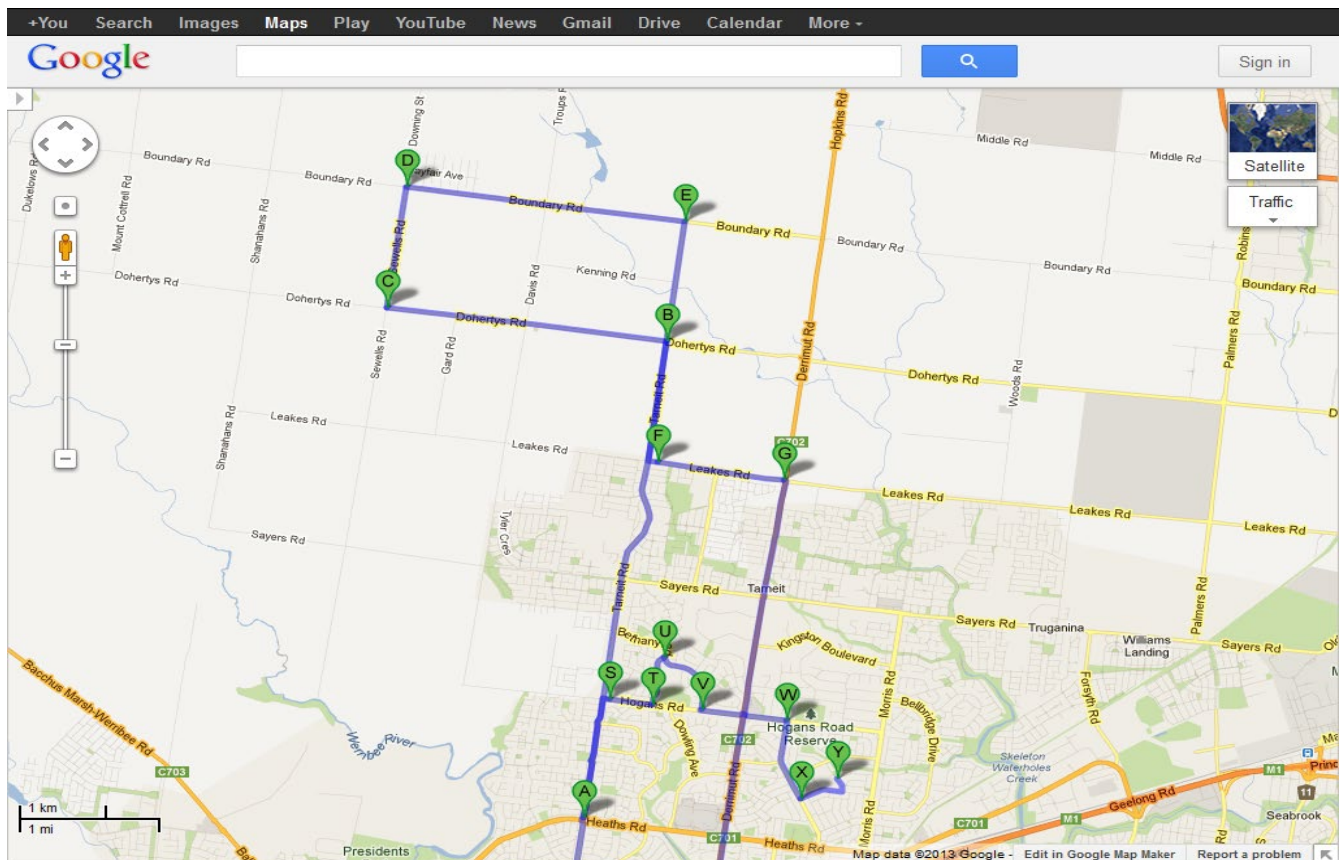 +You Search Images Maps Play YouTube News Gmail Drive Calendar More
Google
Sign in
Downing St
Troups
Hopkins Rd
Middle Rd
Middle Rd
Satellite
Traffic
Dukelows Rd
Boundary Rd
Mount Cottrell Rd
Shanahans Rd
Boundary Rd
D
Boundary Rd
E
Boundary Rd
Boundary Rd
Boundary Rd
Boundary Rd
Dohertys Rd
Dohertys Rd
C
Sewells Rd
Dohertys Rd
Davis Rd
Kenning Rd
B
Dohertys Rd
Derrimut Rd
Dohertys Rd
Woods Rd
Palmers Rd
Sewells Rd
Gard Rd
Tarneit Rd
Shanahans Rd
Leakes Rd
Leakes Rd
F
Leakes Rd
C702
G
Leakes Rd
Leakes Rd
Sayers Rd
Tarneit Rd
Sayers Rd
Tarneit
Sayers Rd
Truganina
Williams
Landing
Palmers Rd
Sayers Rd
U
Kingston Boulevard
Morris Rd
Forsyth Rd
Bacchus Marsh-Werribee Rd
S
T
V
W
Hogans Rd
Hogans Road
Reserve
Bellbridge Drive
Werribee River
Dowling Ave
C702
Derrimut Rd
X
Y
Skeleton
Waterholes
Creek
C703
M1
A
Heaths Rd
C701
Heaths Rd
Morris Rd
C701
M1
Geelong Rd
11
Seabrook
1 km
1 mi
Presidents
Map data ©2013 Google - Edit in Google Map Maker Report a problem